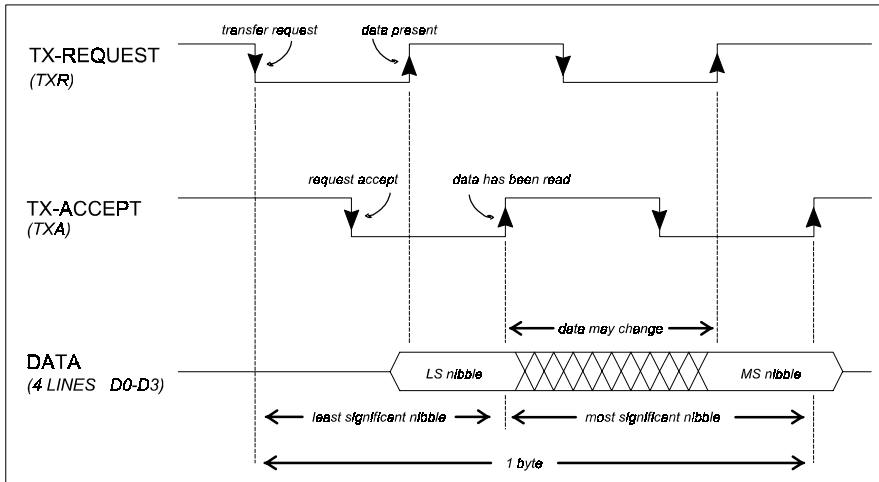 transfer request
data present
TX-REQUEST
(TXR)
request accept
data has been read
TX-ACCEPT
(TXA)
data may change
DATA
(4 LINES D0-D3)
LS nibble
MS nibble
least significant nibble
most significant nibble
1 byte